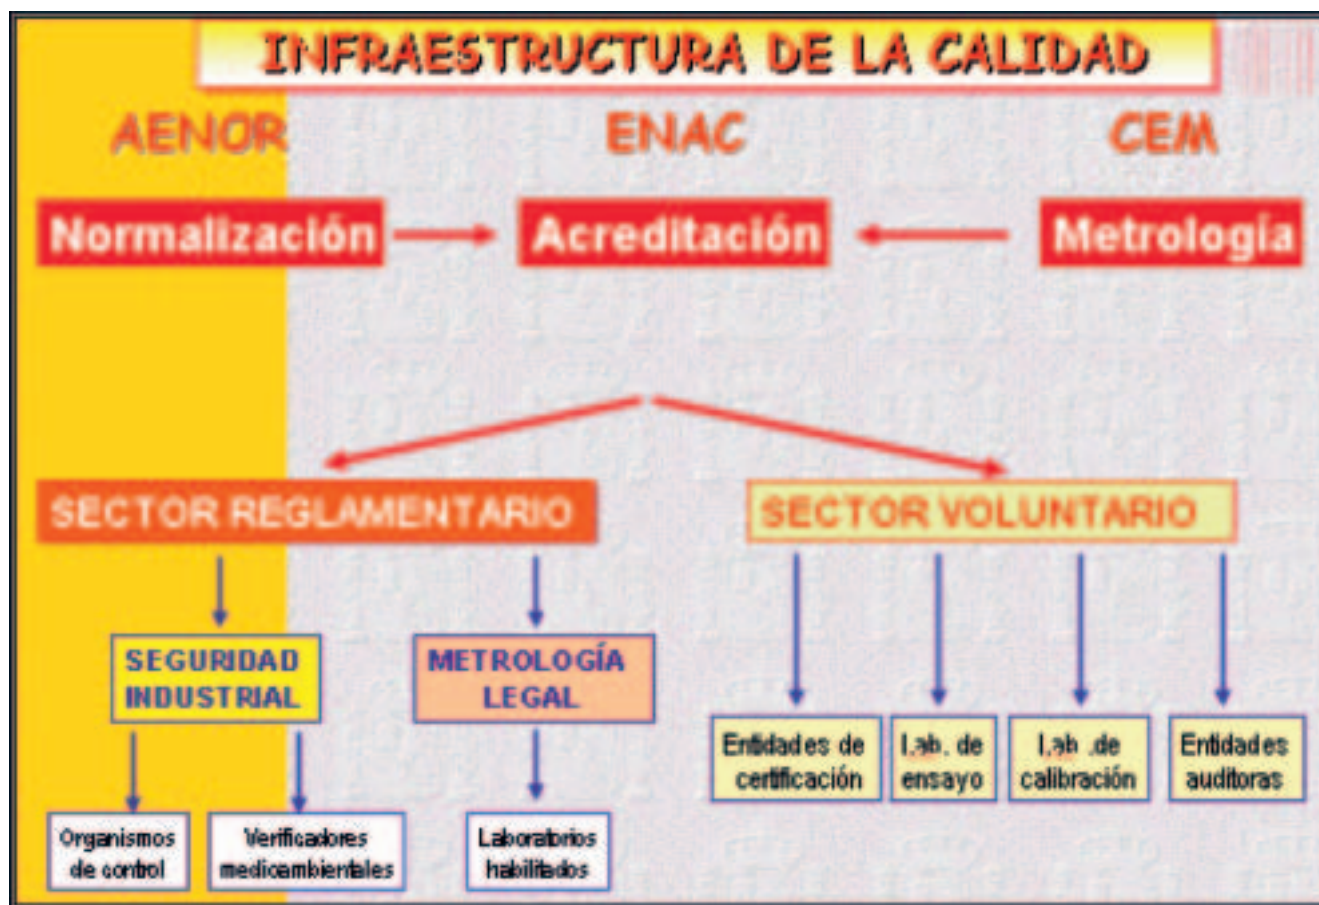 INFRAESTRUCTURA DE LA CALIDAD
AENOR
ENAC
CEM
Normalización
Acreditación
Metrología
SECTOR REGLAMENTARIO
SECTOR VOLUNTARIO
SEGURIDAD
INDUSTRIAL
METROLOGÍA
LEGAL
Entidades de
certificación
Lab. de
ensayo
Lab .de
calibración
Entidades
auditoras
Organismos
de control
Verificadores
medioambientales
Laboratorios
habilitados